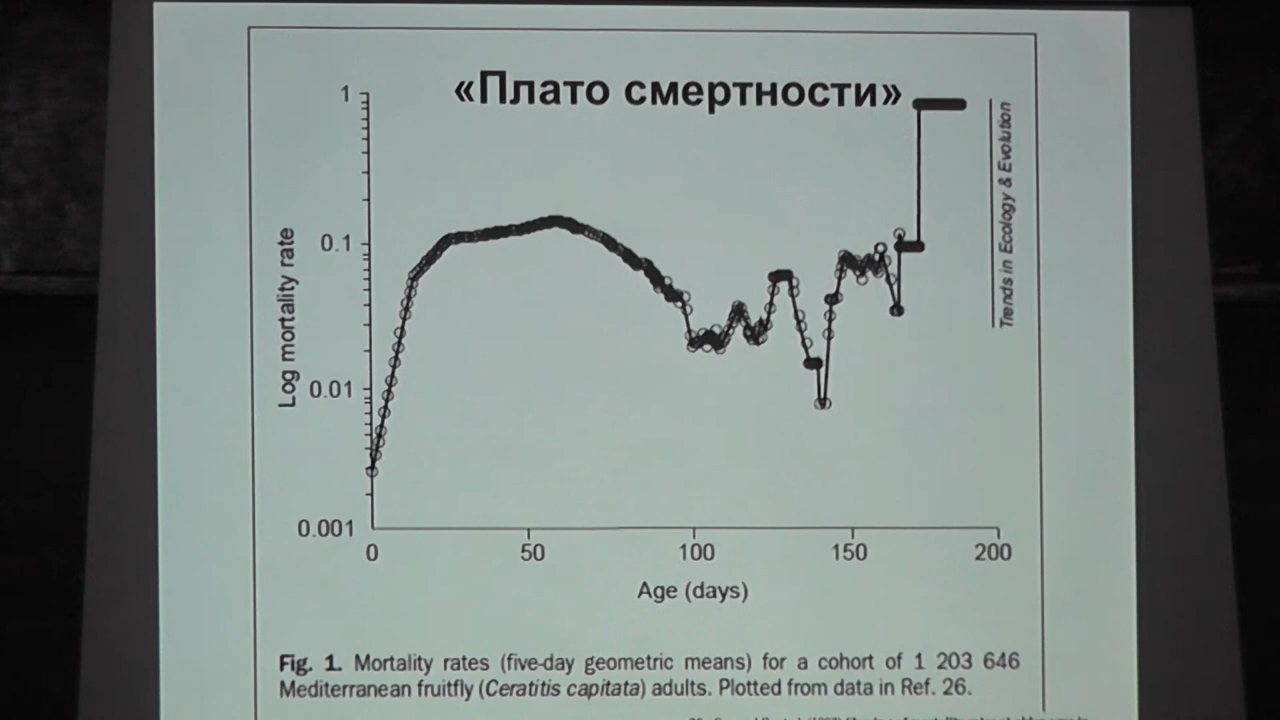 «Плато смертности»
1
0.1
0.01
0.001
Log mortality rate
0
50
100
150
200
Age (days)
Trends in Ecology & Evolution
Fig. 1. Mortality rates (five-day geometric means) for a cohort of 1 203 646
Mediterranean fruitfly (Ceratitis capitata) adults. Plotted from data in Ref. 26.